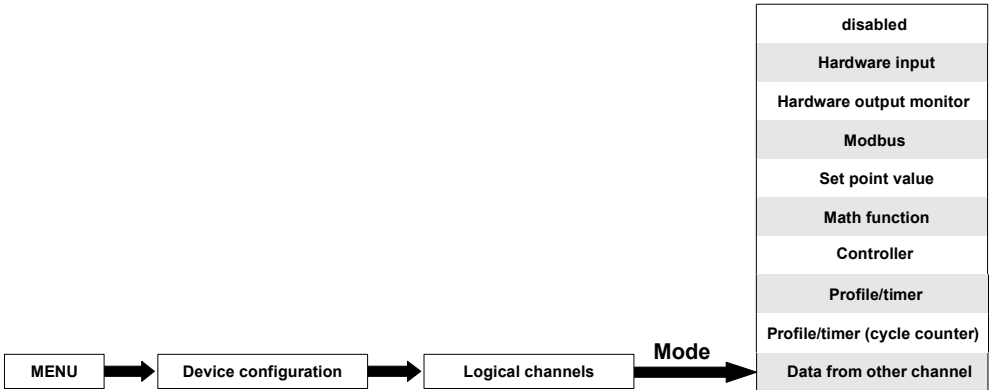 disabled
Hardware input
Hardware output monitor
Modbus
Set point value
Math function
Controller
Profile/timer
Profile/timer (cycle counter)
Data from other channel
MENU
Device configuration
Logical channels
Mode